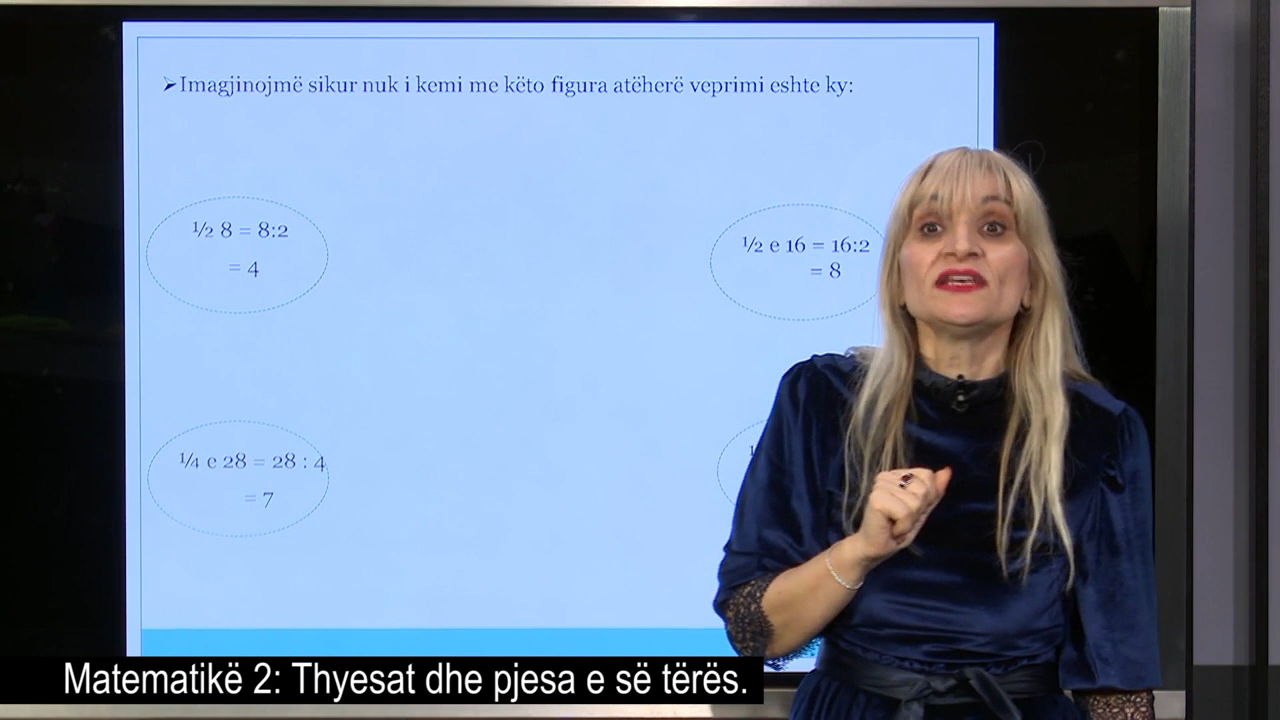 ➢Imagjinojmë sikur nuk i kemi me këto figura atëherë veprimi eshte ky:
½ 8 = 8:2
= 4
½ e 16 = 16:2
= 8
¼ e 28 = 28 : 4
= 7
Matematikë 2: Thyesat dhe pjesa e së tërës.